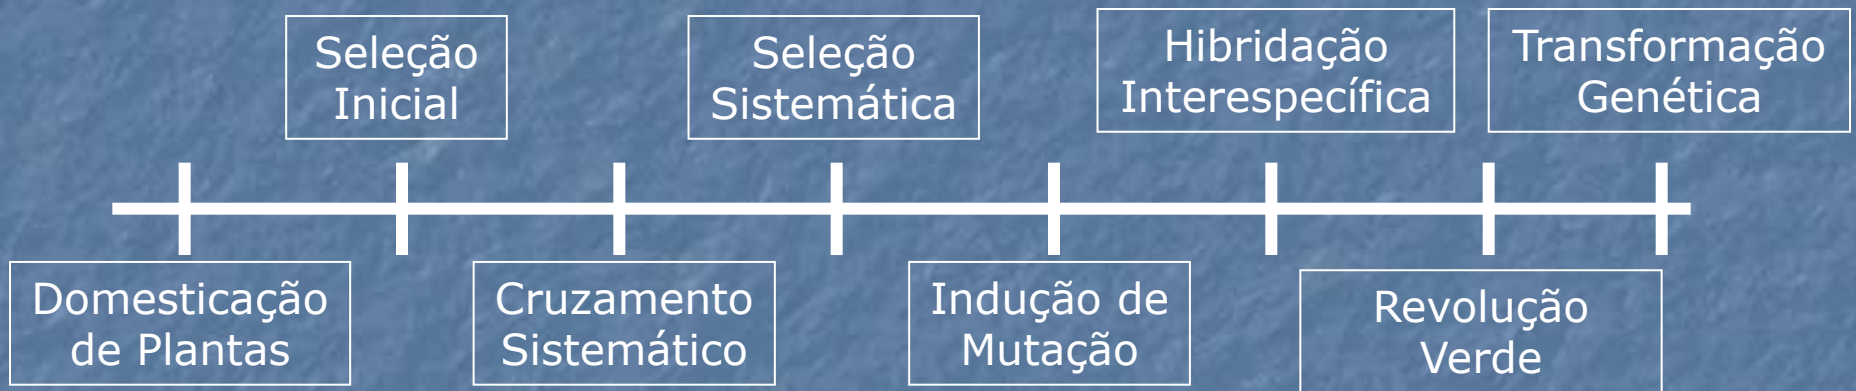 Seleção
Inicial
Seleção
Sistemática
Hibridação
Interespecífica
Transformação
Genética
Domesticação
de Plantas
Cruzamento
Sistemático
Indução de
Mutação
Revolução
Verde